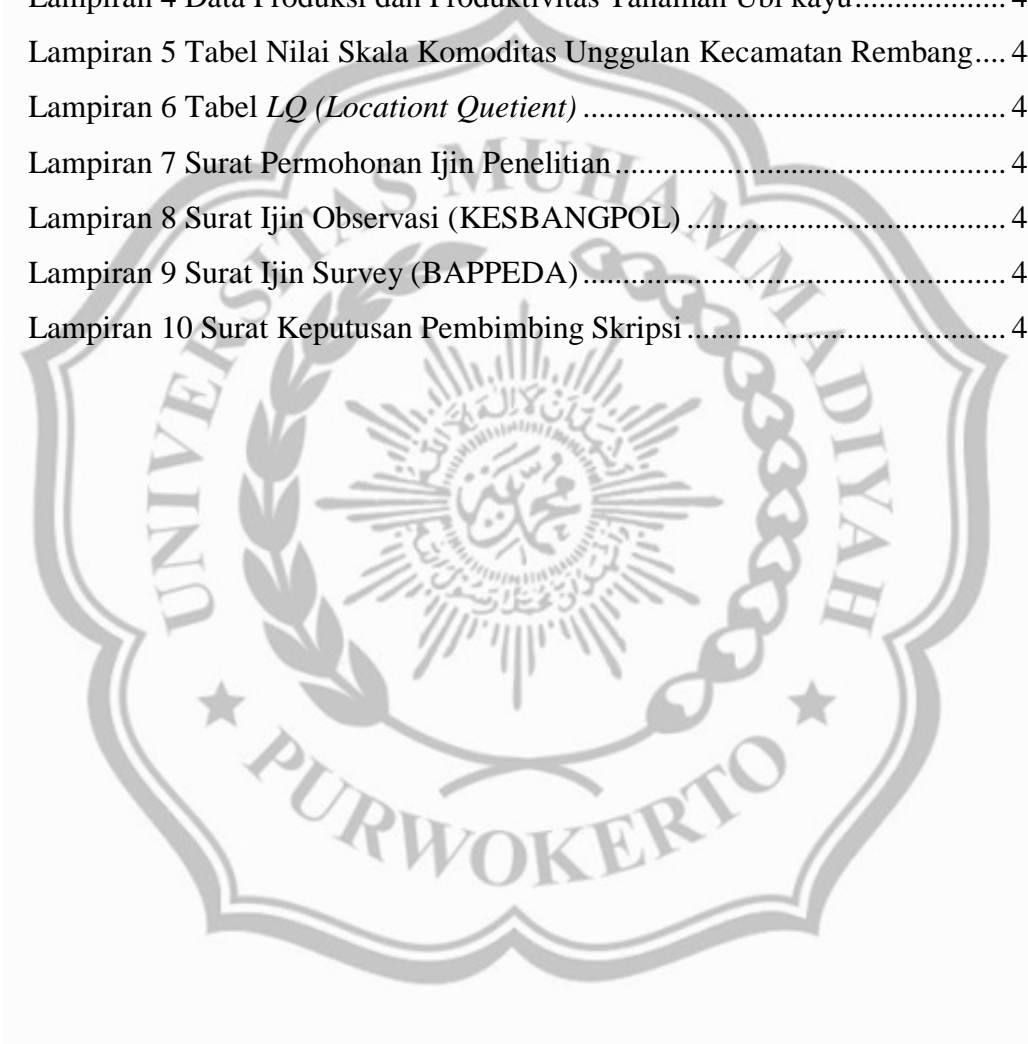 Lampiran 4 Data Produksi dan Produktivitas Tanaman Ubi kayu.................. 4
Lampiran 5 Tabel Nilai Skala Komoditas Unggulan Kecamatan Rembang.... 4
Lampiran 6 Tabel LQ (Locationt Quetient) .................................................... 4
Lampiran 7 Surat Permohonan Ijin Penelitian................................................ 4
Lampiran 8 Surat Ijin Observasi (KESBANGPOL) ....................................... 4
Lampiran 9 Surat Ijin Survey (BAPPEDA).................................................... 4
Lampiran 10 Surat Keputusan Pembimbing Skripsi ....................................... 4
UNIVERSITAS MUHAMMADIYAH
PURWOKERTO